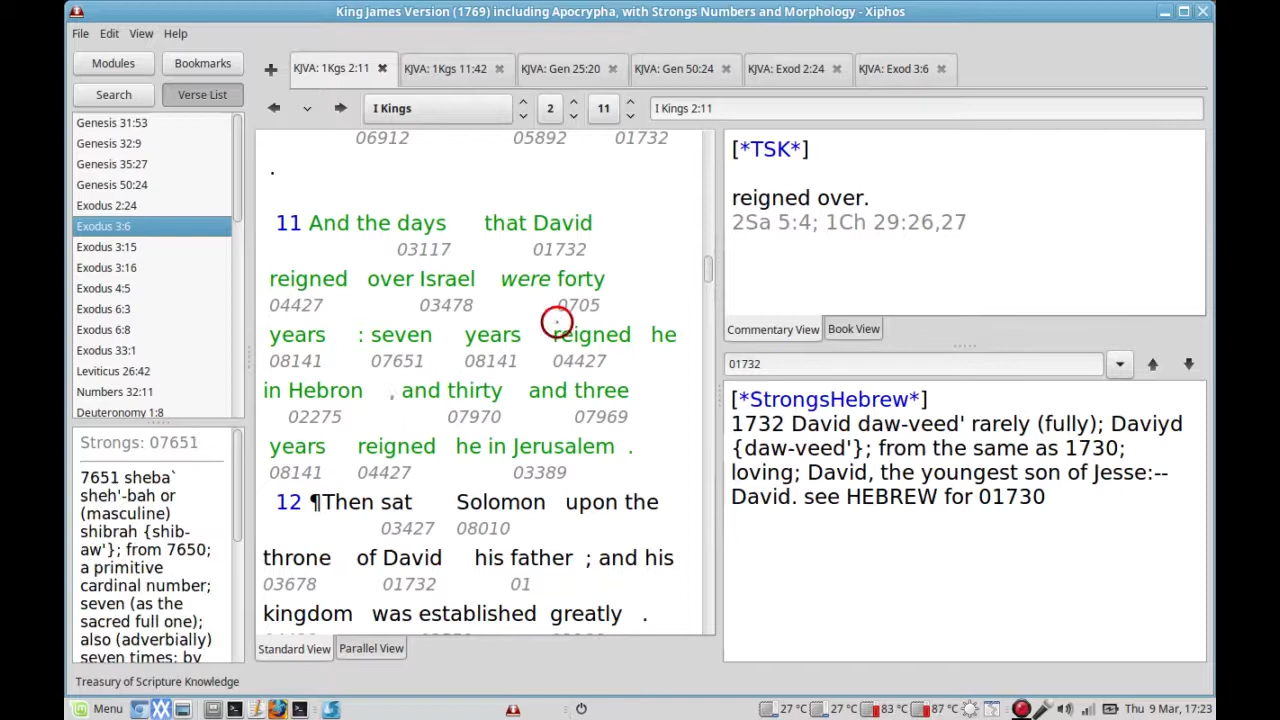 King James Version (1769) including Apocrypha, with Strongs Numbers and Morphology - Xiphos
File Edit View Help
Modules Bookmarks
Search Verse List
KJVA: 1Kgs 2:11 KJVA: 1Kgs 11:42 KJVA: Gen 25:20 KJVA: Gen 50:24 KJVA: Exod 2:24 KJVA: Exod 3:6
I Kings 2 11 I Kings 2:11
Genesis 31:53
Genesis 32:9
Genesis 35:27
Genesis 50:24
Exodus 2:24
Exodus 3:6
Exodus 3:15
Exodus 3:16
Exodus 4:5
Exodus 6:3
Exodus 6:8
Exodus 33:1
Leviticus 26:42
Numbers 32:11
Deuteronomy 1:8
Strongs: 07651
7651 sheba`
sheh'-bah or
(masculine)
shibrah {shib-
aw'}; from 7650;
a primitive
cardinal number;
seven (as the
sacred full one);
also (adverbially)
seven times; by
06912 05892 01732
.
11 And the days that David
03117 01732
reigned over Israel were forty
04427 03478 0705
years : seven years reigned he
08141 07651 08141 04427
in Hebron , and thirty and three
02275 07970 07969
years reigned he in Jerusalem .
08141 04427 03389
12 ¶Then sat Solomon upon the
03427 08010
throne of David his father ; and his
03678 01732 01
kingdom was established greatly .
Standard View Parallel View
[*TSK*]
reigned over.
2Sa 5:4; 1Ch 29:26,27
Commentary View Book View
01732
[*StrongsHebrew*]
1732 David daw-veed' rarely (fully); Daviyd
{daw-veed'}; from the same as 1730;
loving; David, the youngest son of Jesse:--
David. see HEBREW for 01730
Treasury of Scripture Knowledge
Menu 27 °C 27 °C 83 °C 87 °C Thu 9 Mar, 17:23